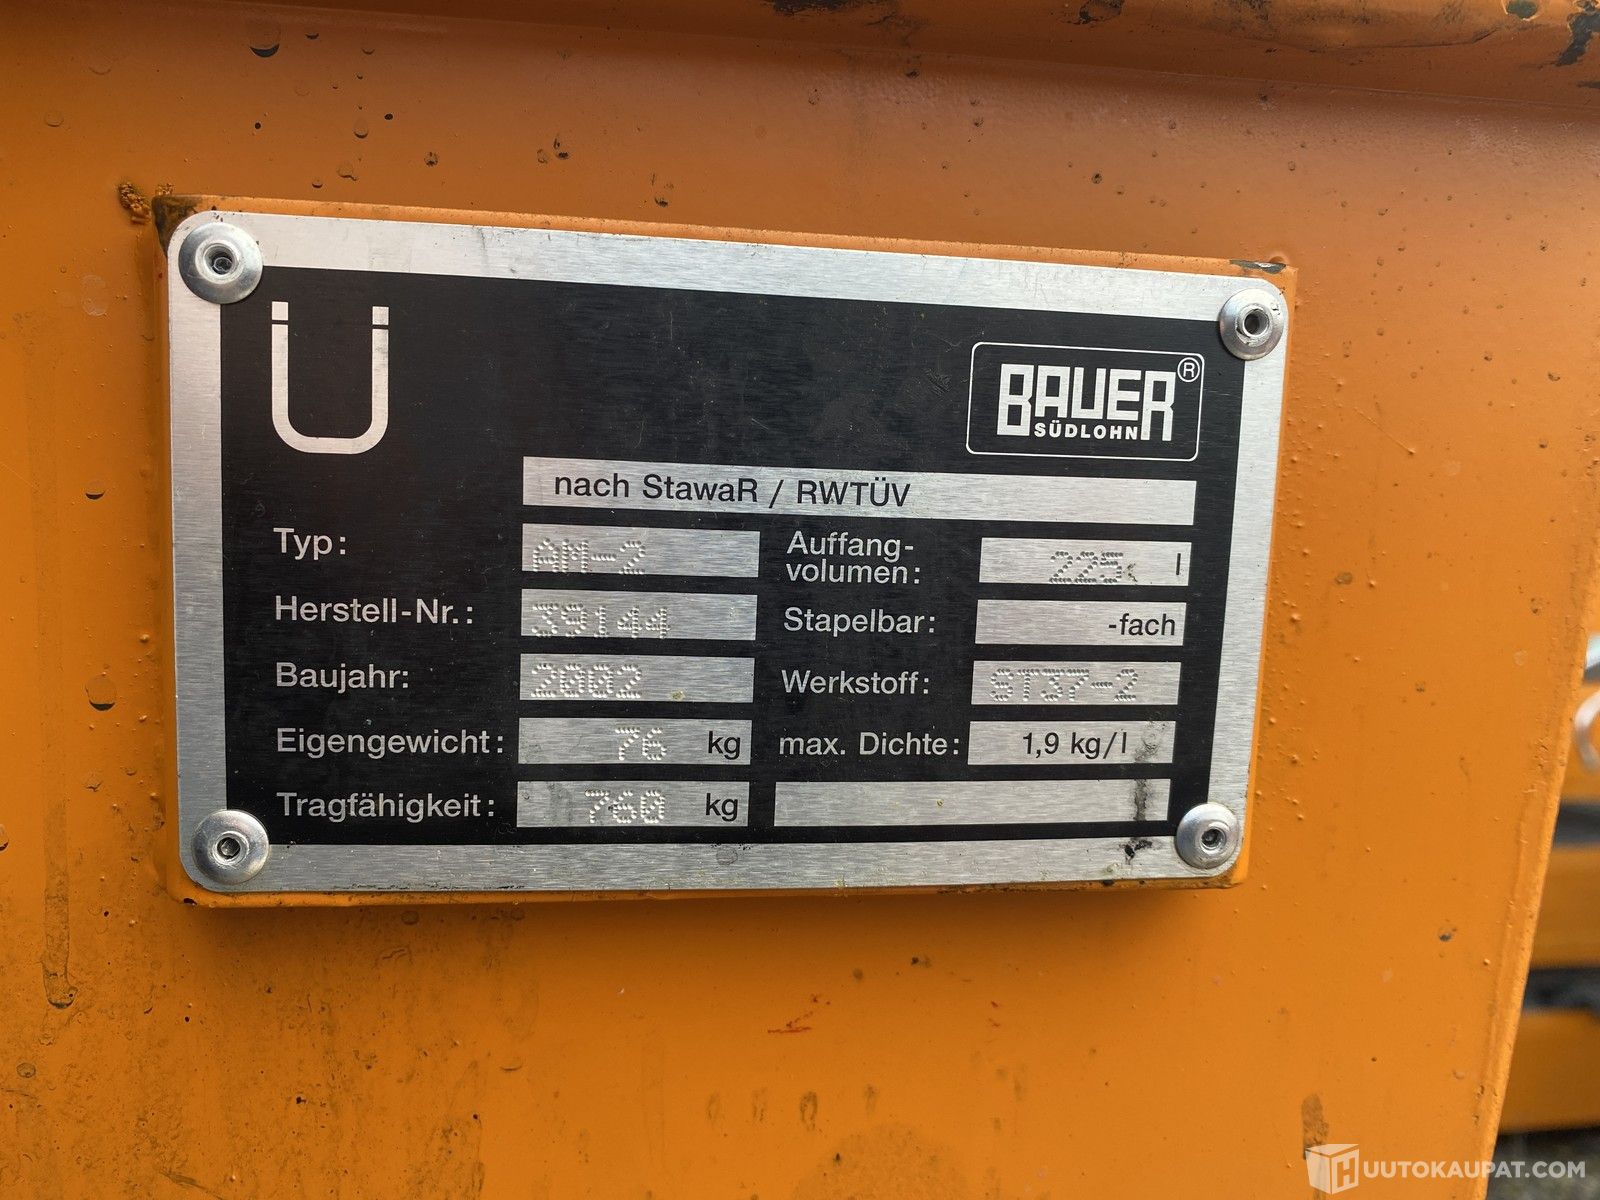 Ü
BAUER®
SÜDLOHN
nach StawaR / RWTÜV
Typ: AM-2
Auffang-
volumen: 225 l
Herstell-Nr.: 39144
Stapelbar: -fach
Baujahr: 2002
Werkstoff: ST37-2
Eigengewicht: 76 kg
max. Dichte: 1,9 kg/l
Tragfähigkeit: 760 kg
HUUTOKAUPAT.COM